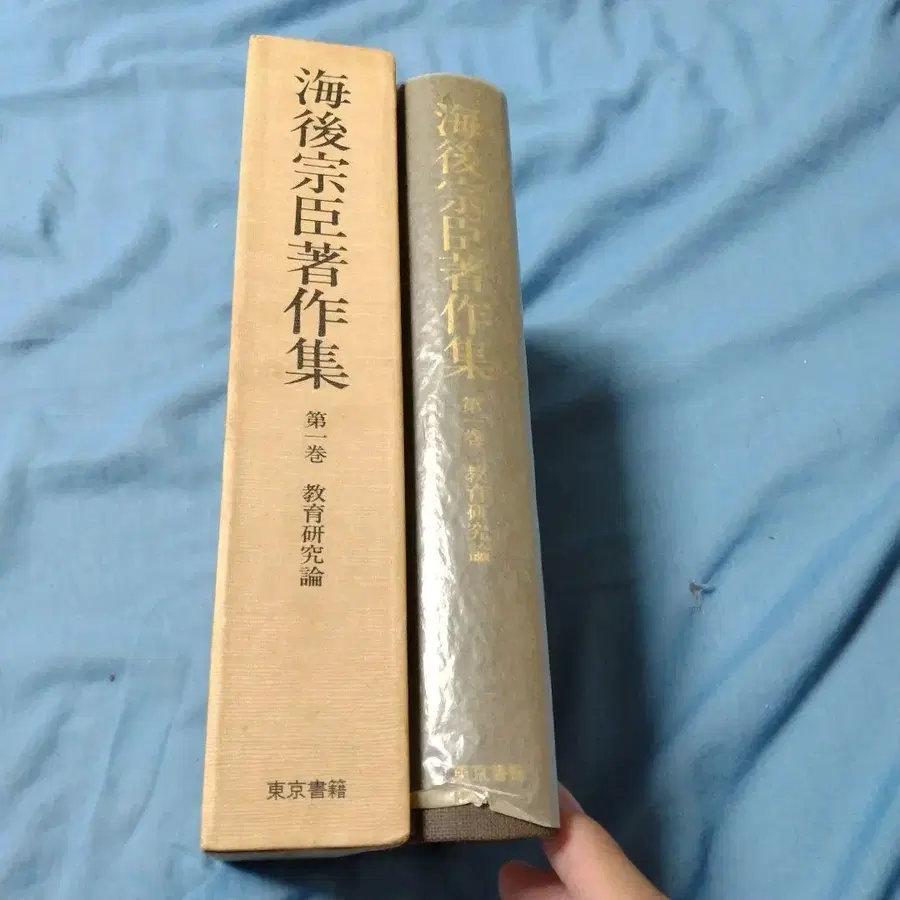 海後宗臣著作集
第一巻 教育研究論
東京書籍
海後宗臣著作集
第一巻 教育研究論
東京書籍